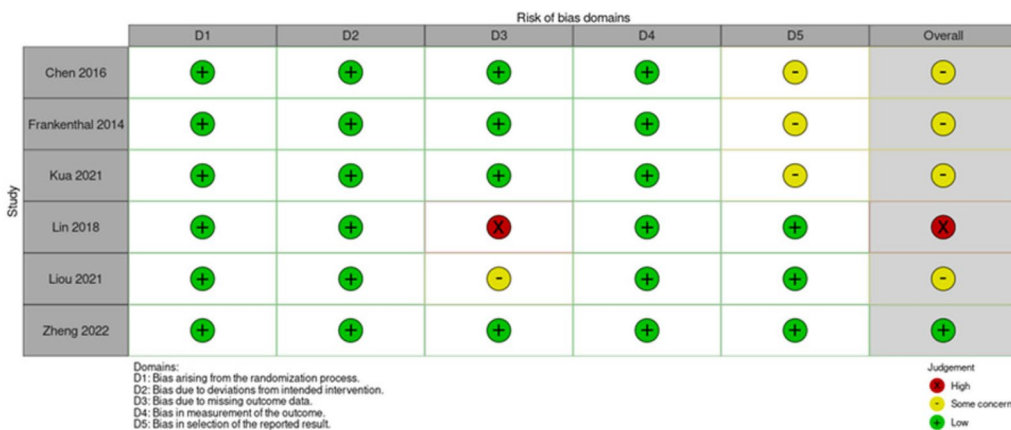 Risk of bias domains
D1 D2 D3 D4 D5 Overall
Study
Chen 2016 + + + + - -
Frankenthal 2014 + + + + - -
Kua 2021 + + + + - -
Lin 2018 + + X + + X
Liou 2021 + + - + + -
Zheng 2022 + + + + + +
Domains:
D1: Bias arising from the randomization process.
D2: Bias due to deviations from intended intervention.
D3: Bias due to missing outcome data.
D4: Bias in measurement of the outcome.
D5: Bias in selection of the reported result.
Judgement
X High
- Some concern
+ Low